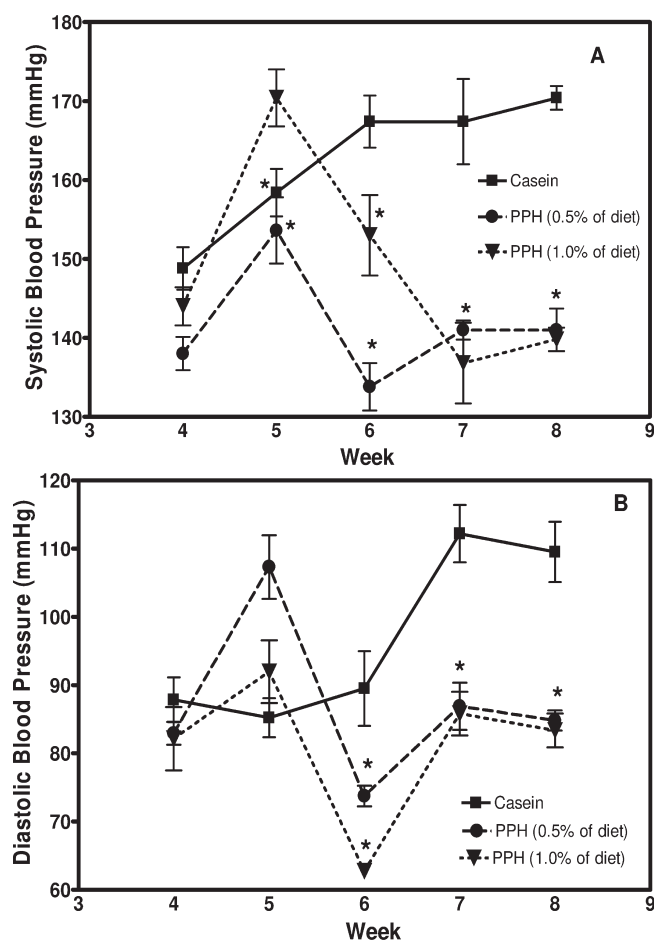 180
A
170
160
150
140
130
Systolic Blood Pressure (mmHg)
*
*
*
*
*
*
Casein
PPH (0.5% of diet)
PPH (1.0% of diet)
3 4 5 6 7 8 9
Week
120
B
110
100
90
80
70
60
Diastolic Blood Pressure (mmHg)
*
*
*
*
Casein
PPH (0.5% of diet)
PPH (1.0% of diet)
3 4 5 6 7 8 9
Week